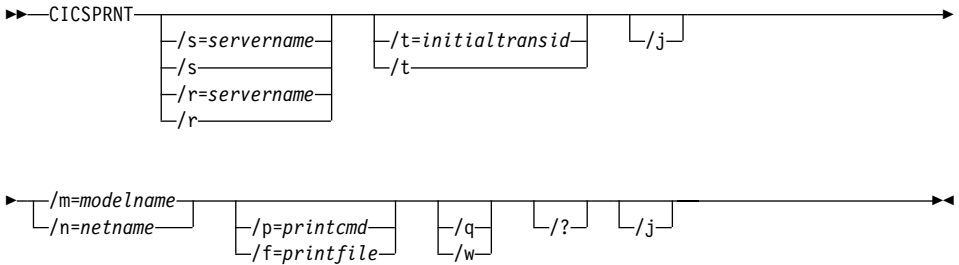 CICSPRNT
/s=servername /t=initialtransid /j
/s /t
/r=servername
/r
/m=modelname
/n=netname /p=printcmd /q /? /j
/f=printfile /w